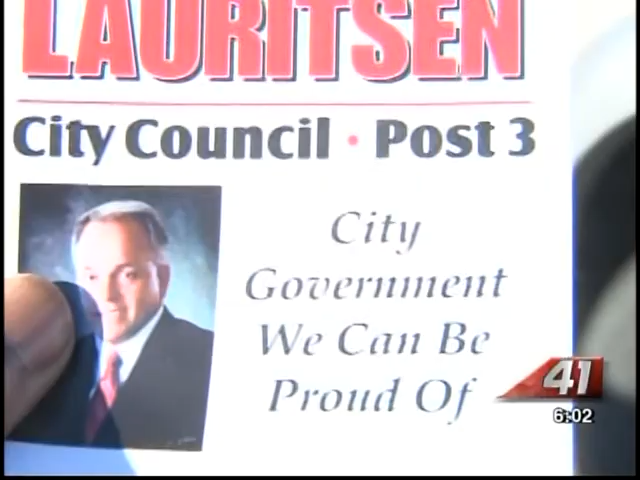 LAURITSEN
City Council • Post 3
City
Government
We Can Be
Proud Of
41
6:02